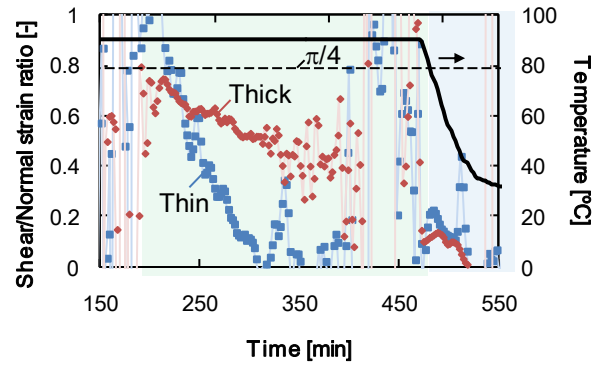 Shear/Normal strain ratio [-]
1
0.8
0.6
0.4
0.2
0
π/4
Thick
Thin
100
80
60
40
20
0
Temperature [ºC]
150 250 350 450 550
Time [min]